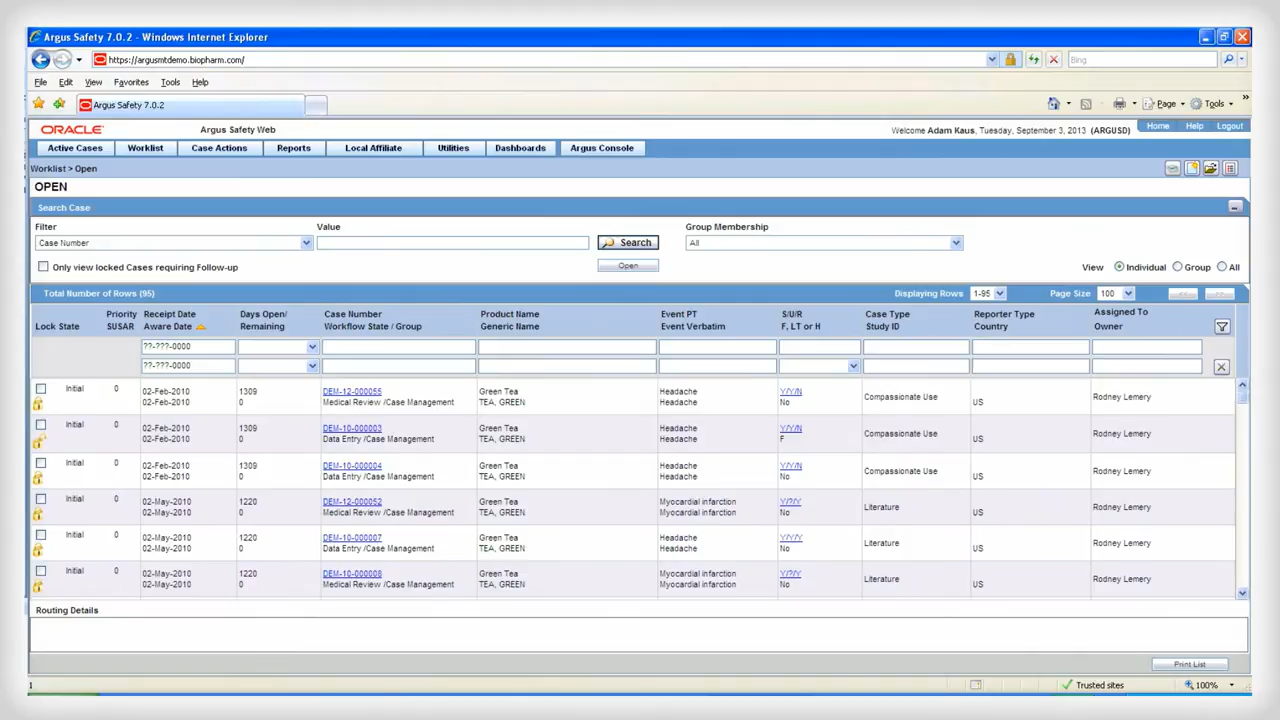 Argus Safety 7.0.2 - Windows Internet Explorer
https://argusmtdemo.biopharm.com/
Bing
File Edit View Favorites Tools Help
Argus Safety 7.0.2
Page Tools
ORACLE Argus Safety Web Welcome Adam Kaus, Tuesday, September 3, 2013 (ARGUSD) Home Help Logout
Active Cases Worklist Case Actions Reports Local Affiliate Utilities Dashboards Argus Console
Worklist > Open
OPEN
Search Case
Filter Value Group Membership
Case Number Search All
Only view locked Cases requiring Follow-up Open View Individual Group All
Total Number of Rows (95) Displaying Rows 1-95 Page Size 100 << >>
Lock State Priority Receipt Date Days Open/ Case Number Product Name Event PT S/U/R Case Type Reporter Type Assigned To
SUSAR Aware Date Remaining Workflow State / Group Generic Name Event Verbatim F, LT or H Study ID Country Owner
??-???-0000
??-???-0000
Initial 0 02-Feb-2010 1309 DEM-12-000055 Green Tea Headache Y/Y/N Compassionate Use Rodney Lemery
02-Feb-2010 0 Medical Review /Case Management TEA, GREEN Headache No US
Initial 0 02-Feb-2010 1309 DEM-10-000003 Green Tea Headache Y/Y/N Compassionate Use Rodney Lemery
02-Feb-2010 0 Data Entry /Case Management TEA, GREEN Headache F US
Initial 0 02-Feb-2010 1309 DEM-10-000004 Green Tea Headache Y/Y/N Compassionate Use Rodney Lemery
02-Feb-2010 0 Data Entry /Case Management TEA, GREEN Headache No US
Initial 0 02-May-2010 1220 DEM-12-000052 Green Tea Myocardial infarction Y/?/Y Literature Rodney Lemery
02-May-2010 0 Medical Review /Case Management TEA, GREEN Myocardial infarction No US
Initial 0 02-May-2010 1220 DEM-10-000007 Green Tea Headache Y/Y/Y Literature Rodney Lemery
02-May-2010 0 Data Entry /Case Management TEA, GREEN Headache No US
Initial 0 02-May-2010 1220 DEM-10-000008 Green Tea Myocardial infarction Y/?/Y Literature Rodney Lemery
02-May-2010 0 Medical Review /Case Management TEA, GREEN Myocardial infarction No US
Routing Details
Print List
1 Trusted sites 100%